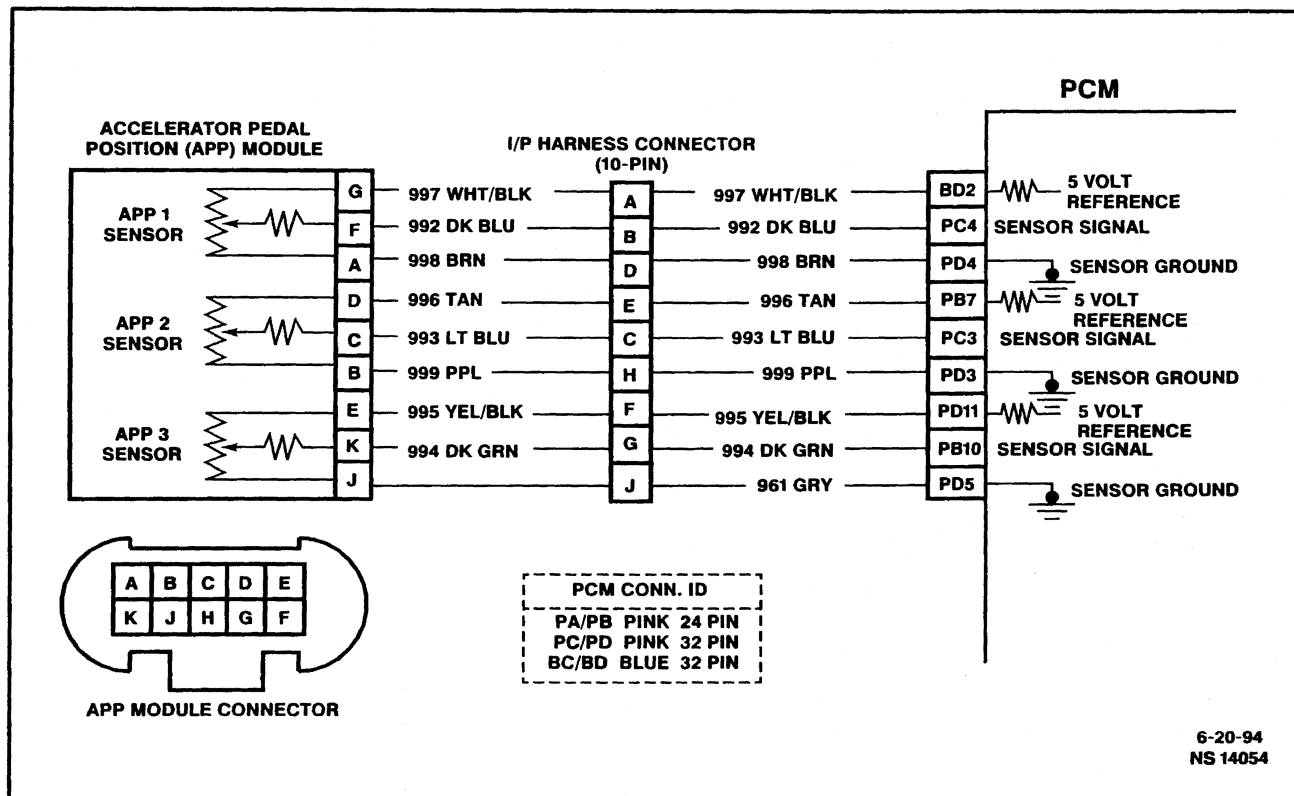 PCM
ACCELERATOR PEDAL
POSITION (APP) MODULE
I/P HARNESS CONNECTOR
(10-PIN)
APP 1
SENSOR
G 997 WHT/BLK A 997 WHT/BLK BD2 5 VOLT
REFERENCE
F 992 DK BLU B 992 DK BLU PC4 SENSOR SIGNAL
A 998 BRN D 998 BRN PD4 SENSOR GROUND
APP 2
SENSOR
D 996 TAN E 996 TAN PB7 5 VOLT
REFERENCE
C 993 LT BLU C 993 LT BLU PC3 SENSOR SIGNAL
B 999 PPL H 999 PPL PD3 SENSOR GROUND
APP 3
SENSOR
E 995 YEL/BLK F 995 YEL/BLK PD11 5 VOLT
REFERENCE
K 994 DK GRN G 994 DK GRN PB10 SENSOR SIGNAL
J J 961 GRY PD5 SENSOR GROUND
A B C D E
K J H G F
APP MODULE CONNECTOR
PCM CONN. ID
PA/PB PINK 24 PIN
PC/PD PINK 32 PIN
BC/BD BLUE 32 PIN
6-20-94
NS 14054